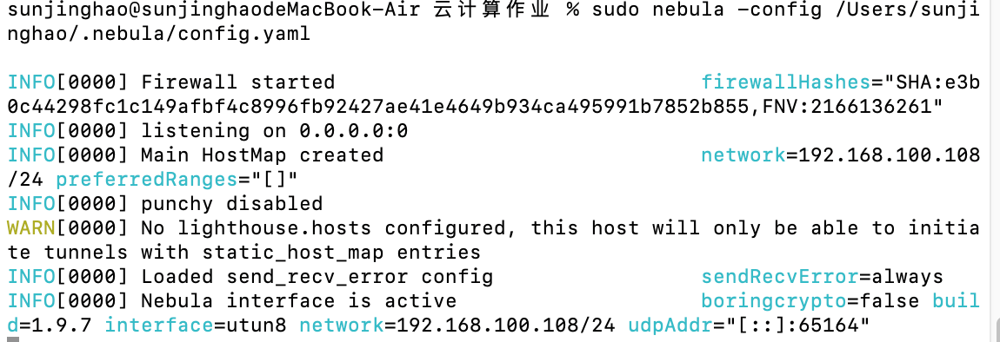 sunjinghao@sunjinghaodeMacBook-Air 云计算作业 % sudo nebula -config /Users/sunji
nghao/.nebula/config.yaml
INFO[0000] Firewall started firewallHashes="SHA:e3b
0c44298fc1c149afbf4c8996fb92427ae41e4649b934ca495991b7852b855,FNV:2166136261"
INFO[0000] listening on 0.0.0.0:0
INFO[0000] Main HostMap created network=192.168.100.108
/24 preferredRanges="[]"
INFO[0000] punchy disabled
WARN[0000] No lighthouse.hosts configured, this host will only be able to initia
te tunnels with static_host_map entries
INFO[0000] Loaded send_recv_error config sendRecvError=always
INFO[0000] Nebula interface is active boringcrypto=false buil
d=1.9.7 interface=utun8 network=192.168.100.108/24 udpAddr="[::]:65164"